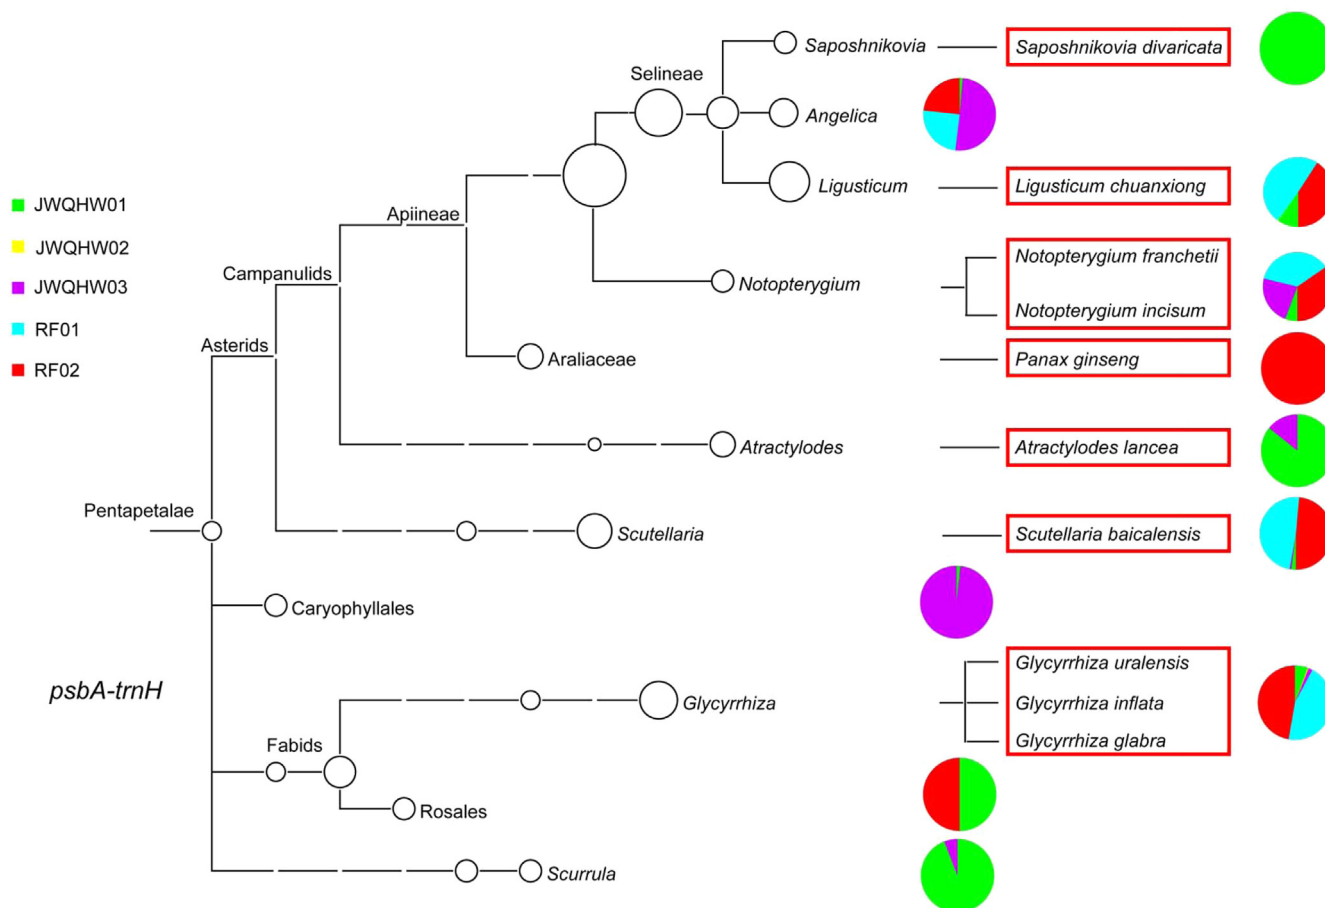 Saposhnikovia
Saposhnikovia divaricata
Selineae
Angelica
Ligusticum
Ligusticum chuanxiong
JWQHW01
Apiineae
JWQHW02
Notopterygium franchetii
Campanulids
JWQHW03
Notopterygium
Notopterygium incisum
RF01
Asterids
Araliaceae
Panax ginseng
RF02
Atractylodes
Atractylodes lancea
Pentapetalae
Scutellaria
Scutellaria baicalensis
Caryophyllales
Glycyrrhiza uralensis
psbA-trnH
Glycyrrhiza
Glycyrrhiza inflata
Glycyrrhiza glabra
Fabids
Rosales
Scurrula